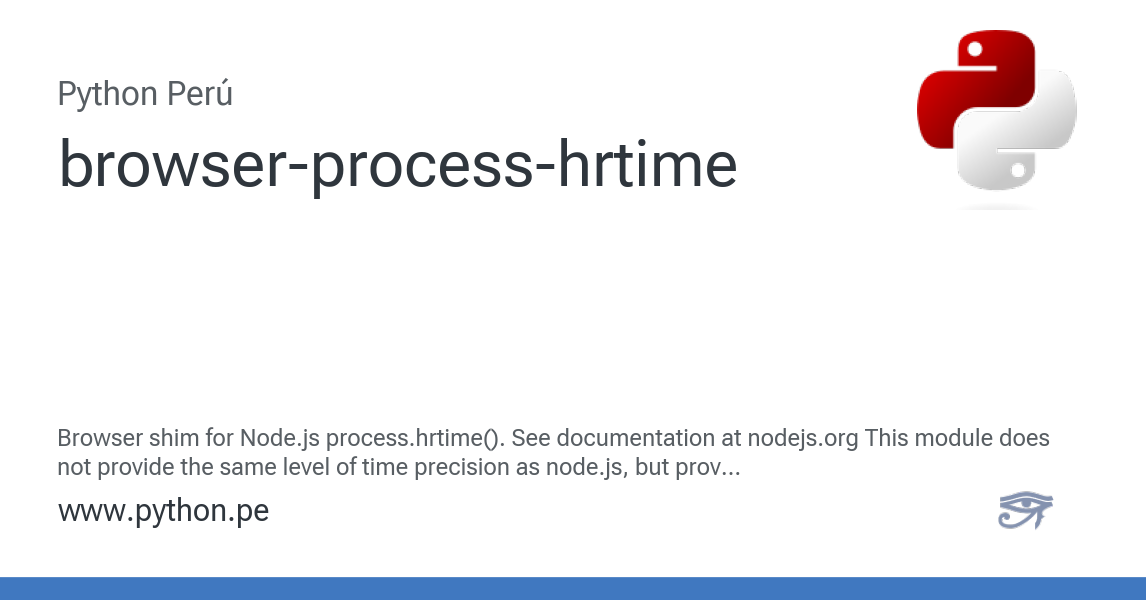 Python Perú
browser-process-hrtime
Browser shim for Node.js process.hrtime(). See documentation at nodejs.org This module does
not provide the same level of time precision as node.js, but prov...
www.python.pe